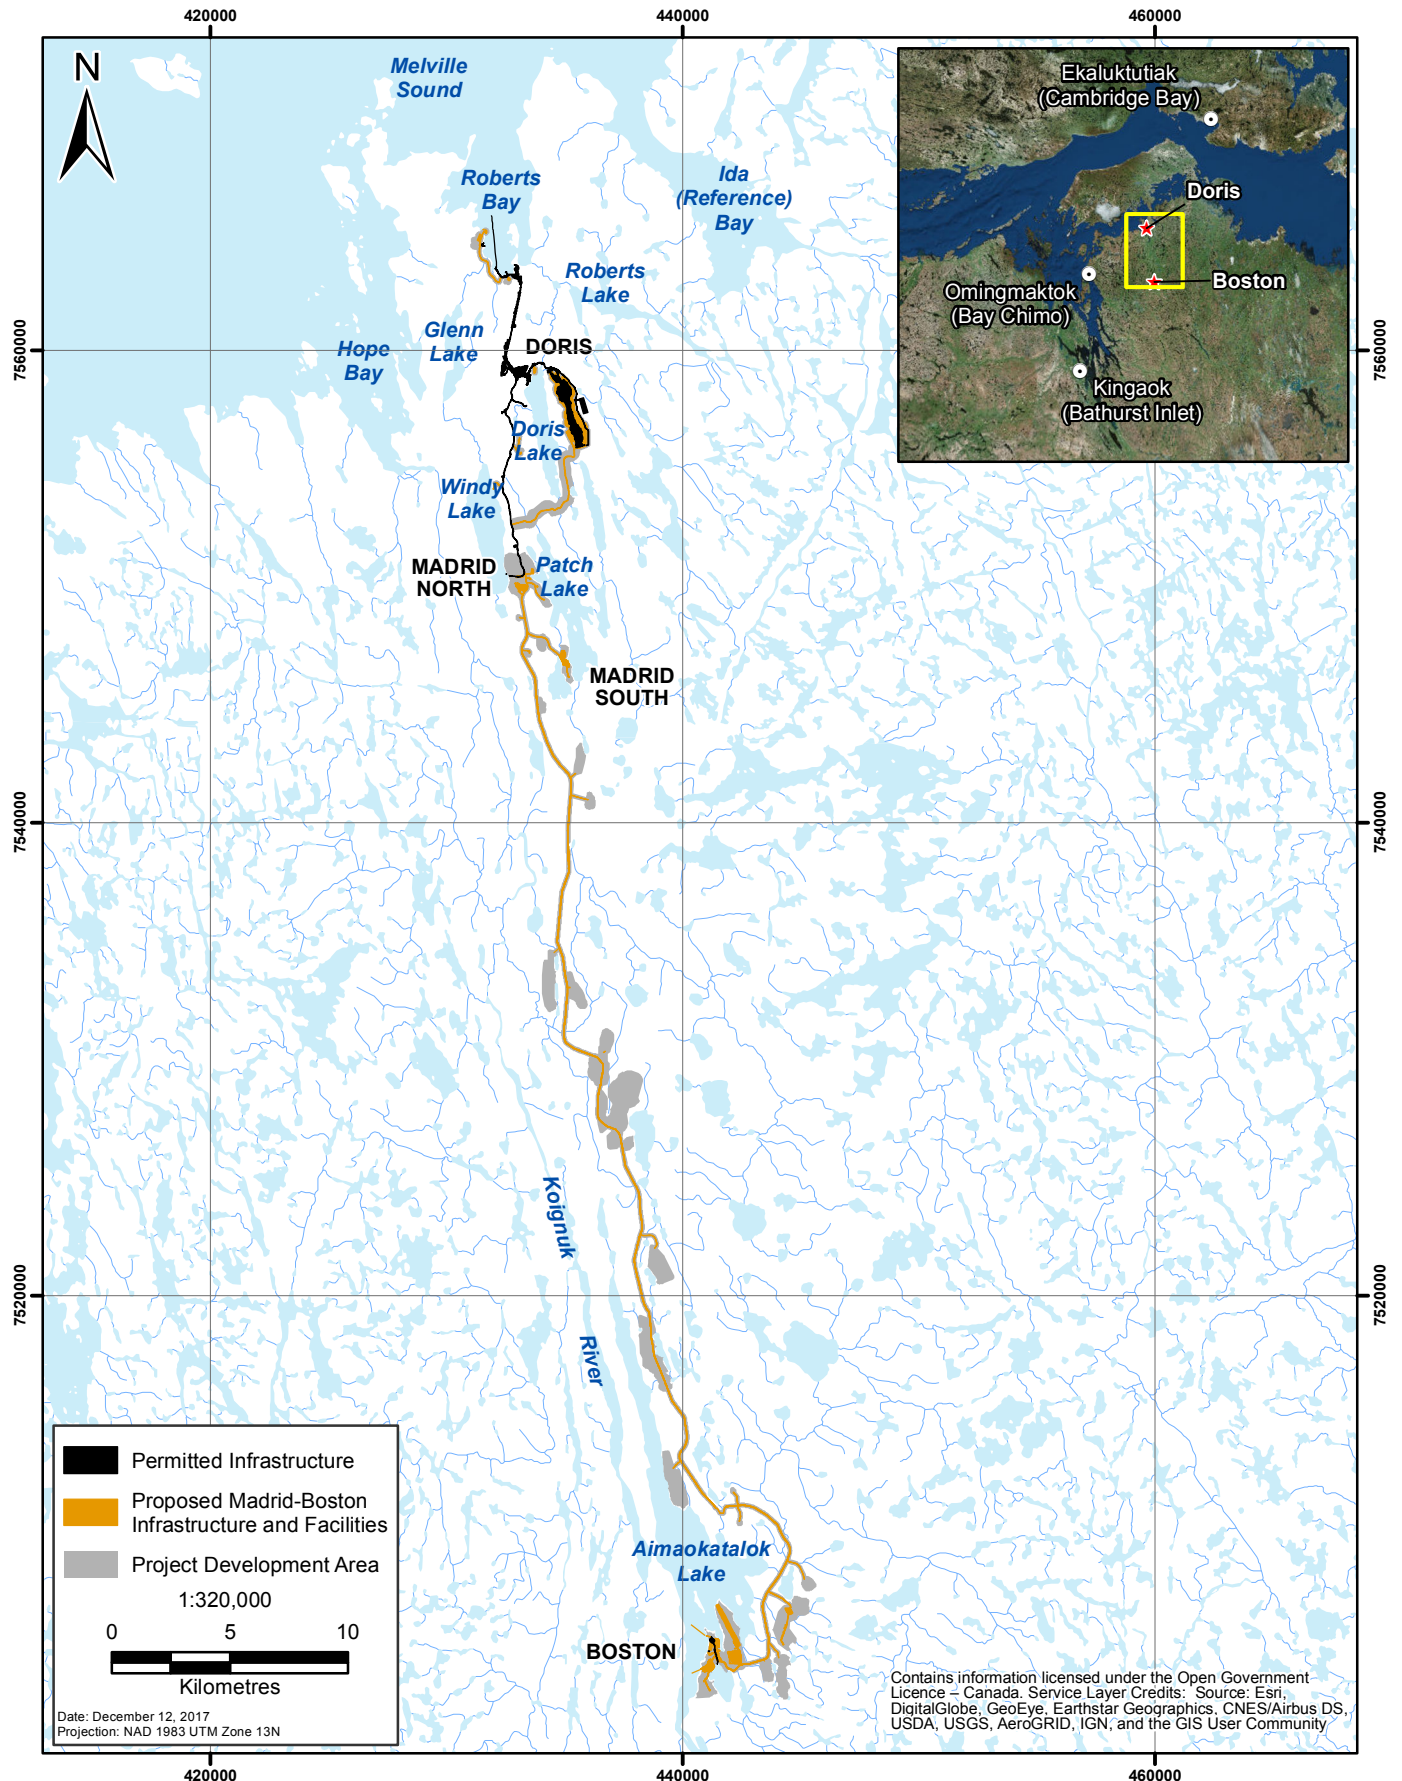 420000
440000
460000
N
Melville
Sound
Roberts
Bay
Ida
(Reference)
Bay
Roberts
Lake
Glenn
Lake
Hope
Bay
DORIS
Doris
Lake
Windy
Lake
MADRID
NORTH
Patch
Lake
MADRID
SOUTH
Koignuk
River
Aimaokatalok
Lake
BOSTON
Ekaluktutiak
(Cambridge Bay)
Doris
Boston
Omingmaktok
(Bay Chimo)
Kingaok
(Bathurst Inlet)
7560000
7560000
7540000
7540000
7520000
7520000
Permitted Infrastructure
Proposed Madrid-Boston
Infrastructure and Facilities
Project Development Area
1:320,000
0 5 10
Kilometres
Date: December 12, 2017
Projection: NAD 1983 UTM Zone 13N
Contains information licensed under the Open Government
Licence – Canada. Service Layer Credits: Source: Esri,
DigitalGlobe, GeoEye, Earthstar Geographics, CNES/Airbus DS,
USDA, USGS, AeroGRID, IGN, and the GIS User Community
420000
440000
460000